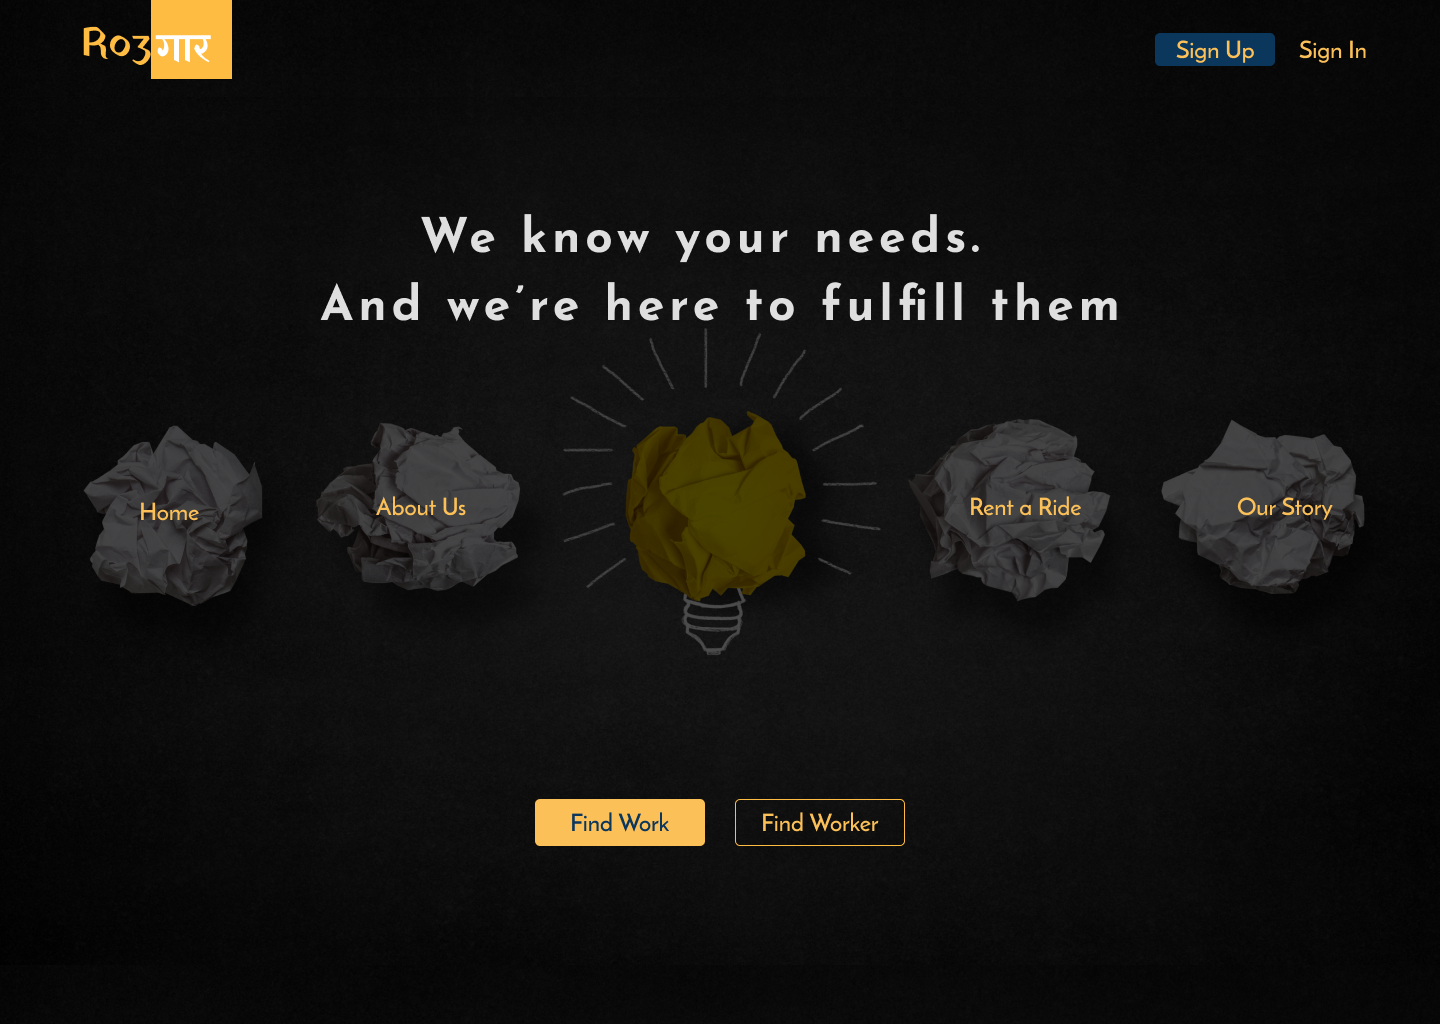 Rozगार
Sign Up
Sign In
We know your needs.
And we're here to fulfill them
Home
About Us
Rent a Ride
Our Story
Find Work
Find Worker